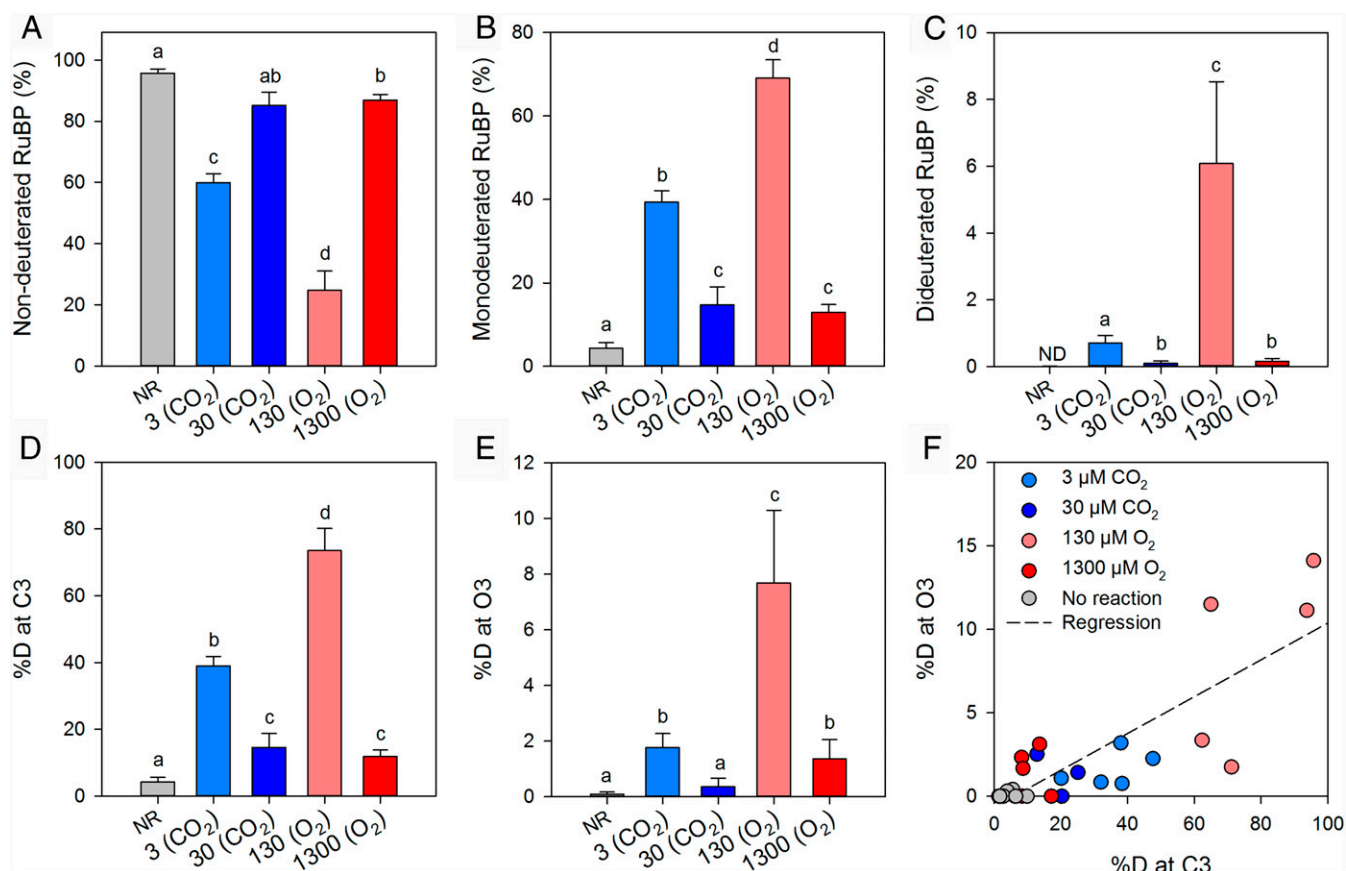 A
Non-deuterated RuBP (%)
100
80
60
40
20
0
a
c
ab
d
b
NR
3 (CO₂)
30 (CO₂)
130 (O₂)
1300 (O₂)
B
Monodeuterated RuBP (%)
80
60
40
20
0
a
b
c
d
c
NR
3 (CO₂)
30 (CO₂)
130 (O₂)
1300 (O₂)
C
Dideuterated RuBP (%)
10
8
6
4
2
0
ND
a
b
c
b
NR
3 (CO₂)
30 (CO₂)
130 (O₂)
1300 (O₂)
D
%D at C3
100
80
60
40
20
0
a
b
c
d
c
NR
3 (CO₂)
30 (CO₂)
130 (O₂)
1300 (O₂)
E
%D at O3
12
10
8
6
4
2
0
a
b
a
c
b
NR
3 (CO₂)
30 (CO₂)
130 (O₂)
1300 (O₂)
F
%D at O3
20
15
10
5
0
3 µM CO₂
30 µM CO₂
130 µM O₂
1300 µM O₂
No reaction
Regression
0 20 40 60 80 100
%D at C3